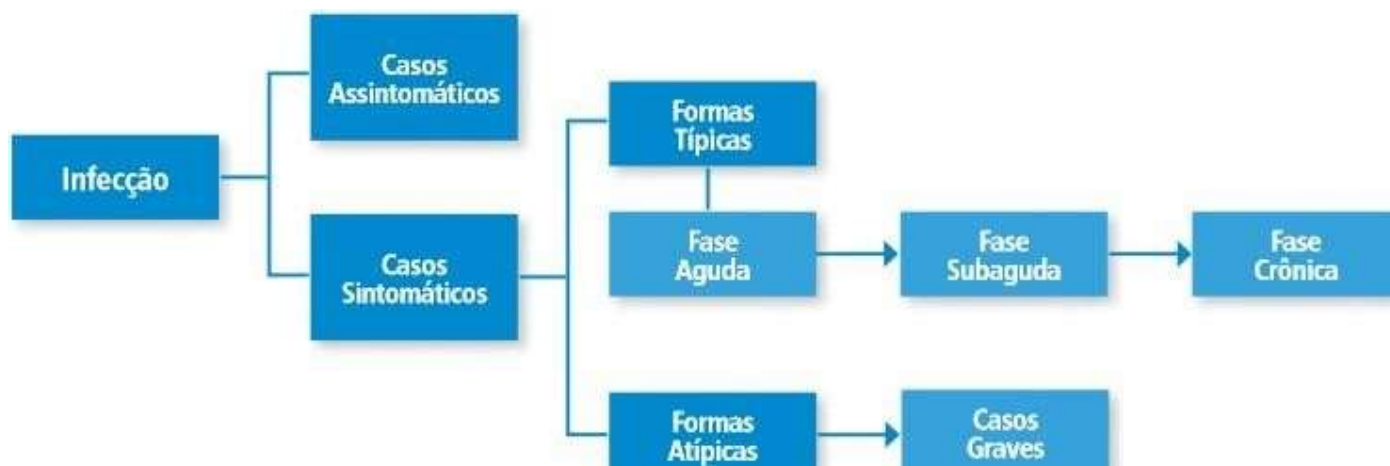 Infecção
Casos
Assintomáticos
Casos
Sintomáticos
Formas
Típicas
Fase
Aguda
Fase
Subaguda
Fase
Crônica
Formas
Atípicas
Casos
Graves